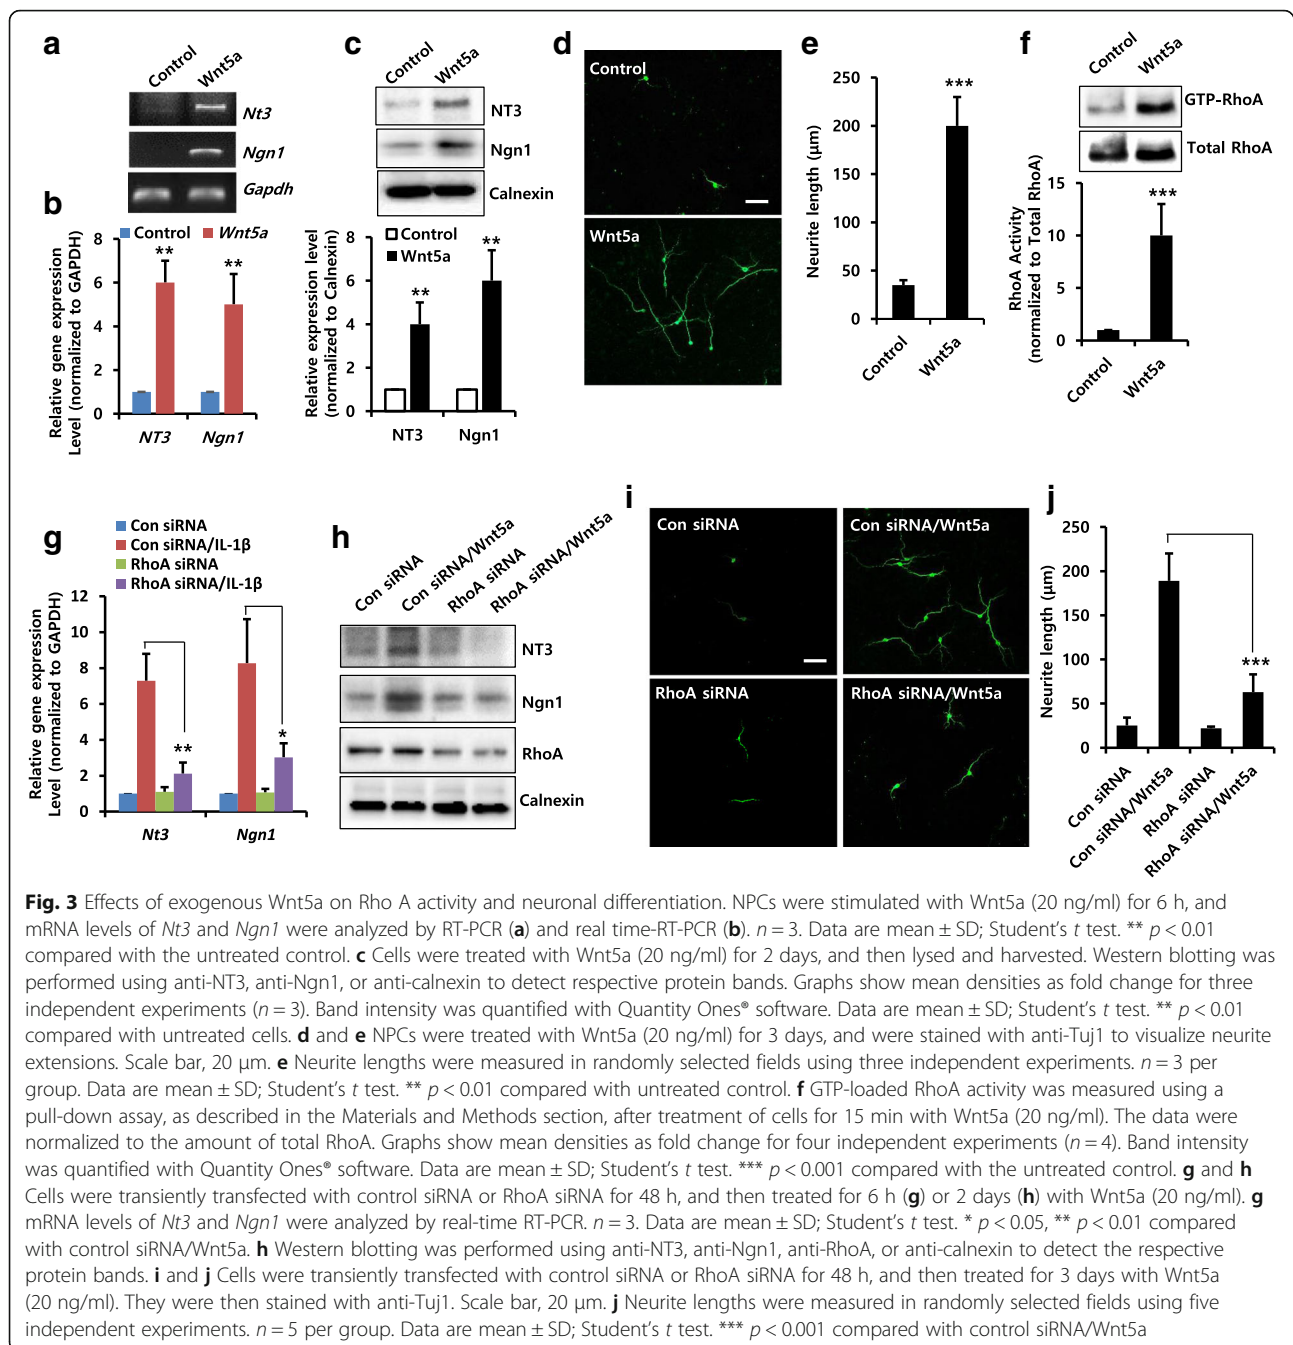 a
Control
Wnt5a
Nt3
Ngn1
Gapdh
b
Control
Wnt5a
Relative gene expression
Level (normalized to GAPDH)
8
6
4
2
0
**
**
NT3
Ngn1
c
Control
Wnt5a
NT3
Ngn1
Calnexin
Relative expression level
(normalized to Calnexin)
8
6
4
2
0
Control
Wnt5a
**
**
NT3
Ngn1
d
Control
Wnt5a
e
Neurite length (µm)
250
200
150
100
50
0
***
Control
Wnt5a
f
Control
Wnt5a
GTP-RhoA
Total RhoA
RhoA Activity
(normalized to Total RhoA)
15
10
5
0
***
Control
Wnt5a
g
Con siRNA
Con siRNA/IL-1β
RhoA siRNA
RhoA siRNA/IL-1β
Relative gene expression
Level (normalized to GAPDH)
12
10
8
6
4
2
0
**
*
Nt3
Ngn1
h
Con siRNA
Con siRNA/Wnt5a
RhoA siRNA
RhoA siRNA/Wnt5a
NT3
Ngn1
RhoA
Calnexin
i
Con siRNA
Con siRNA/Wnt5a
RhoA siRNA
RhoA siRNA/Wnt5a
j
Neurite length (µm)
250
200
150
100
50
0
***
Con siRNA
Con siRNA/Wnt5a
RhoA siRNA
RhoA siRNA/Wnt5a
Fig. 3 Effects of exogenous Wnt5a on Rho A activity and neuronal differentiation. NPCs were stimulated with Wnt5a (20 ng/ml) for 6 h, and
mRNA levels of Nt3 and Ngn1 were analyzed by RT-PCR (a) and real time-RT-PCR (b). n = 3. Data are mean ± SD; Student's t test. ** p < 0.01
compared with the untreated control. c Cells were treated with Wnt5a (20 ng/ml) for 2 days, and then lysed and harvested. Western blotting was
performed using anti-NT3, anti-Ngn1, or anti-calnexin to detect respective protein bands. Graphs show mean densities as fold change for three
independent experiments (n = 3). Band intensity was quantified with Quantity Ones® software. Data are mean ± SD; Student's t test. ** p < 0.01
compared with untreated cells. d and e NPCs were treated with Wnt5a (20 ng/ml) for 3 days, and were stained with anti-Tuj1 to visualize neurite
extensions. Scale bar, 20 µm. e Neurite lengths were measured in randomly selected fields using three independent experiments. n = 3 per
group. Data are mean ± SD; Student's t test. ** p < 0.01 compared with untreated control. f GTP-loaded RhoA activity was measured using a
pull-down assay, as described in the Materials and Methods section, after treatment of cells for 15 min with Wnt5a (20 ng/ml). The data were
normalized to the amount of total RhoA. Graphs show mean densities as fold change for four independent experiments (n = 4). Band intensity
was quantified with Quantity Ones® software. Data are mean ± SD; Student's t test. *** p < 0.001 compared with the untreated control. g and h
Cells were transiently transfected with control siRNA or RhoA siRNA for 48 h, and then treated for 6 h (g) or 2 days (h) with Wnt5a (20 ng/ml). g
mRNA levels of Nt3 and Ngn1 were analyzed by real-time RT-PCR. n = 3. Data are mean ± SD; Student's t test. * p < 0.05, ** p < 0.01 compared
with control siRNA/Wnt5a. h Western blotting was performed using anti-NT3, anti-Ngn1, anti-RhoA, or anti-calnexin to detect the respective
protein bands. i and j Cells were transiently transfected with control siRNA or RhoA siRNA for 48 h, and then treated for 3 days with Wnt5a
(20 ng/ml). They were then stained with anti-Tuj1. Scale bar, 20 µm. j Neurite lengths were measured in randomly selected fields using five
independent experiments. n = 5 per group. Data are mean ± SD; Student's t test. *** p < 0.001 compared with control siRNA/Wnt5a